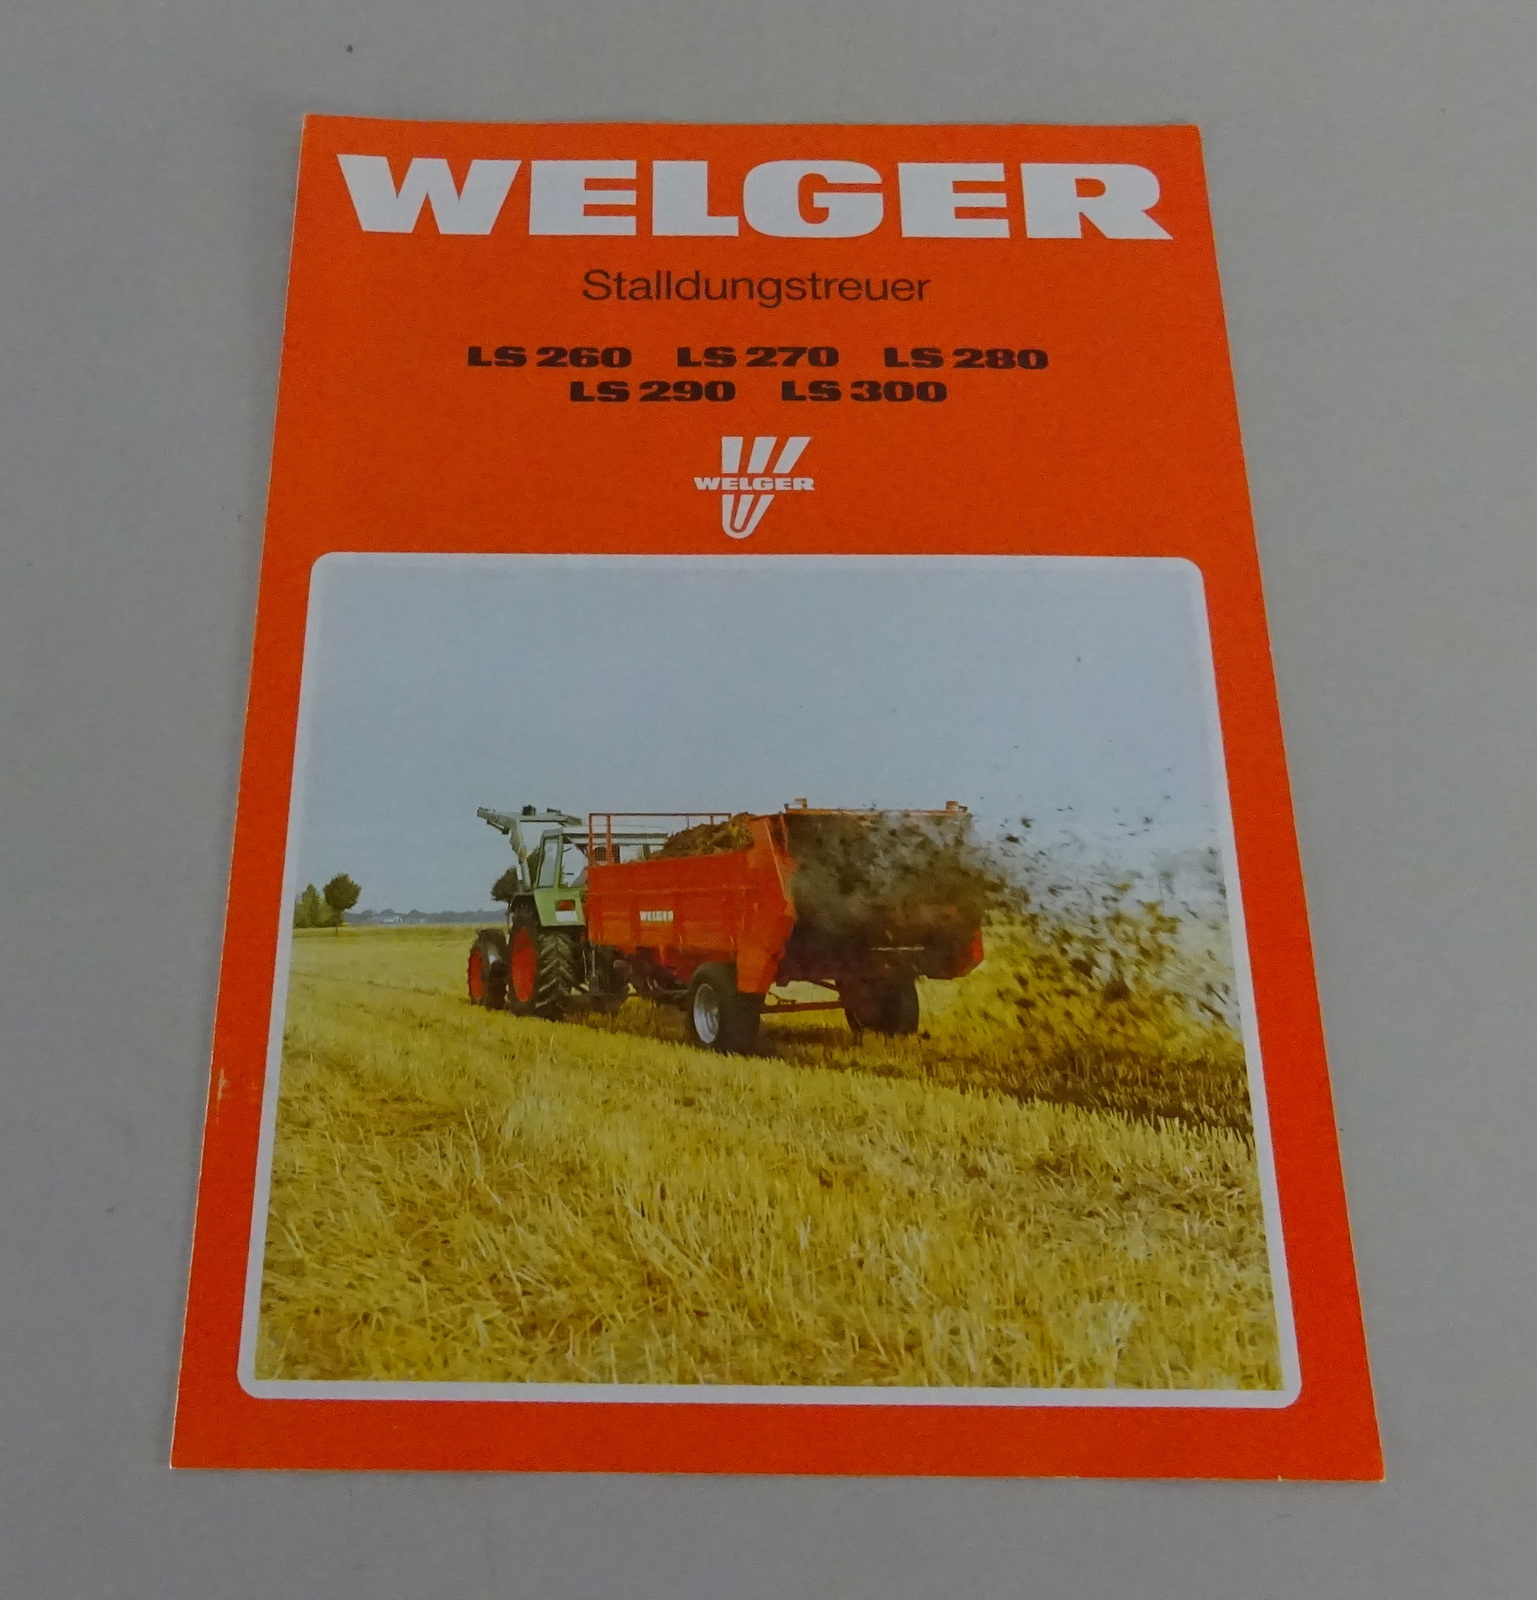 WELGER
Stalldungstreuer
LS 260 LS 270 LS 280
LS 290 LS 300
WELGER
WELGER